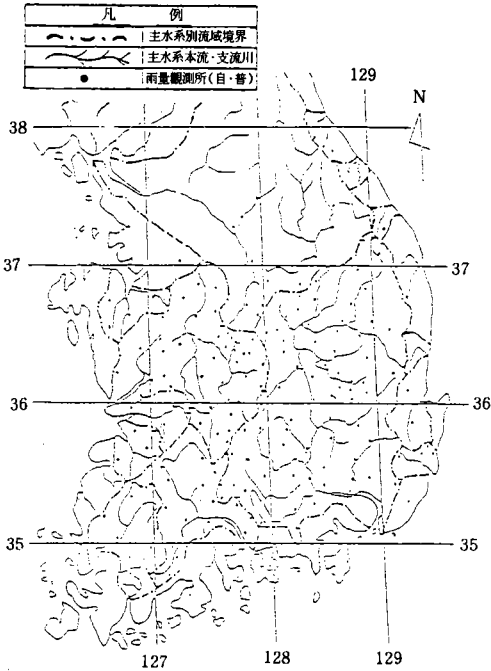 凡 例
主水系別流域境界
主水系本流·支流川
雨量観測所(自·普)
129
N
38
37 37
36 36
35 35
127 128 129